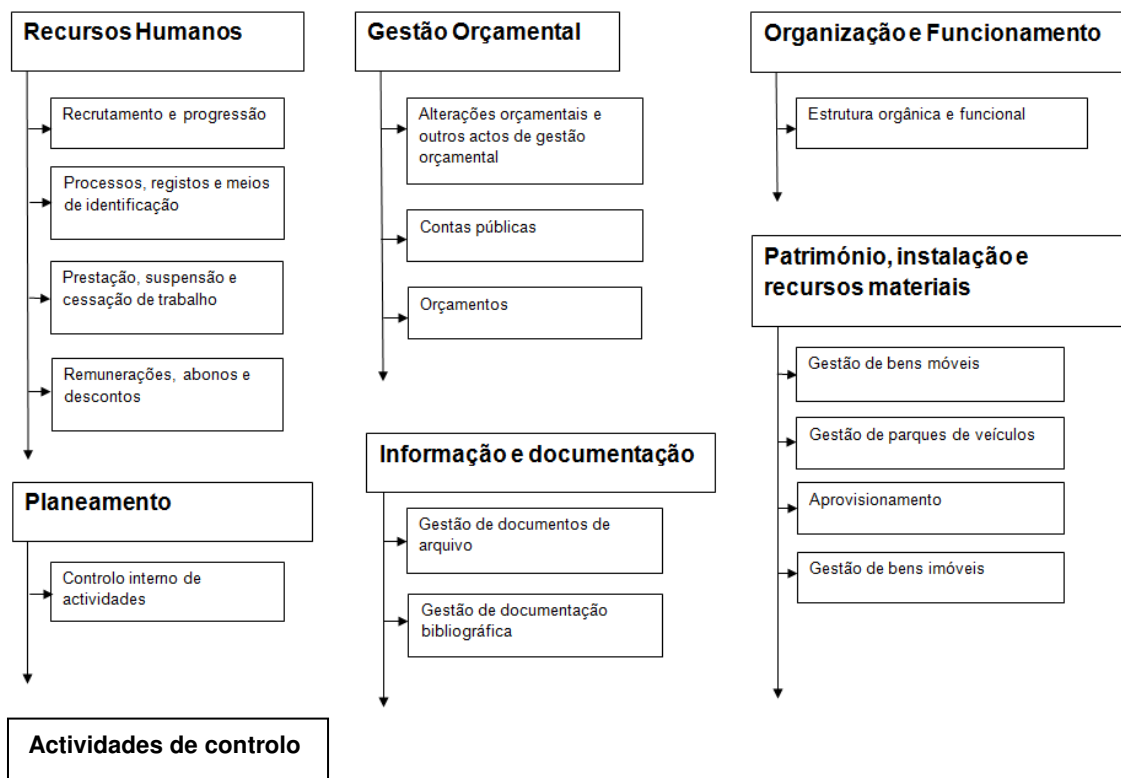 Recursos Humanos
Recrutamento e progressão
Processos, registos e meios
de identificação
Prestação, suspensão e
cessação de trabalho
Remunerações, abonos e
descontos
Planeamento
Controlo interno de
actividades
Actividades de controlo
Gestão Orçamental
Alterações orçamentais e
outros actos de gestão
orçamental
Contas públicas
Orçamentos
Informação e documentação
Gestão de documentos de
arquivo
Gestão de documentação
bibliográfica
Organização e Funcionamento
Estrutura orgânica e funcional
Património, instalação e
recursos materiais
Gestão de bens móveis
Gestão de parques de veículos
Aprovisionamento
Gestão de bens imóveis